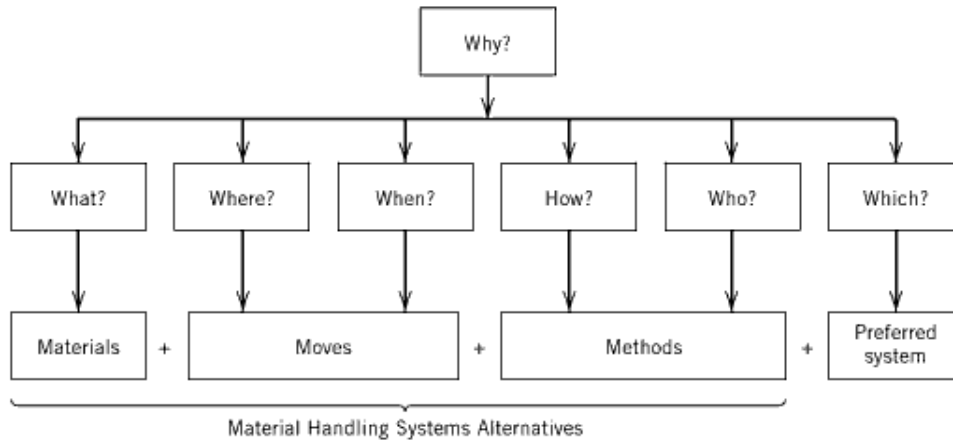 Why?
What?
Where?
When?
How?
Who?
Which?
Materials
+
Moves
+
Methods
+
Preferred
system
Material Handling Systems Alternatives